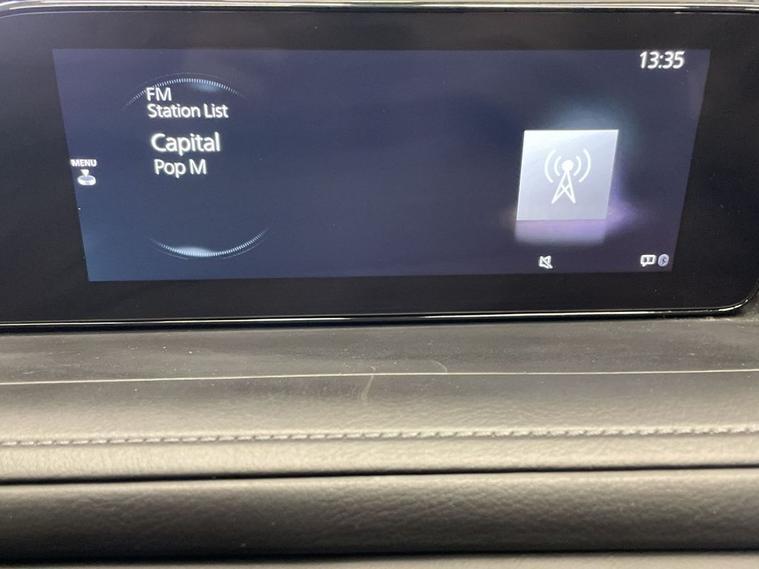 13:35
FM
Station List
Capital
Pop M
MENU